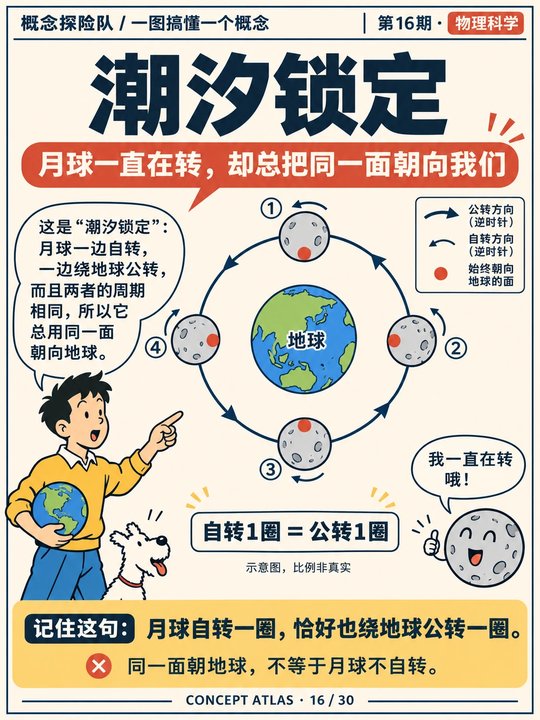 概念探险队 / 一图搞懂一个概念
第16期 · 物理科学
潮汐锁定
月球一直在转，却总把同一面朝向我们
这是“潮汐锁定”：
月球一边自转，
一边绕地球公转，
而且两者的周期
相同，所以它
总用同一面
朝向地球。
①
②
③
④
地球
公转方向
（逆时针）
自转方向
（逆时针）
始终朝向
地球的面
我一直在转
哦！
自转1圈 = 公转1圈
示意图，比例非真实
记住这句：月球自转一圈，恰好也绕地球公转一圈。
同一面朝地球，不等于月球不自转。
CONCEPT ATLAS · 16 / 30